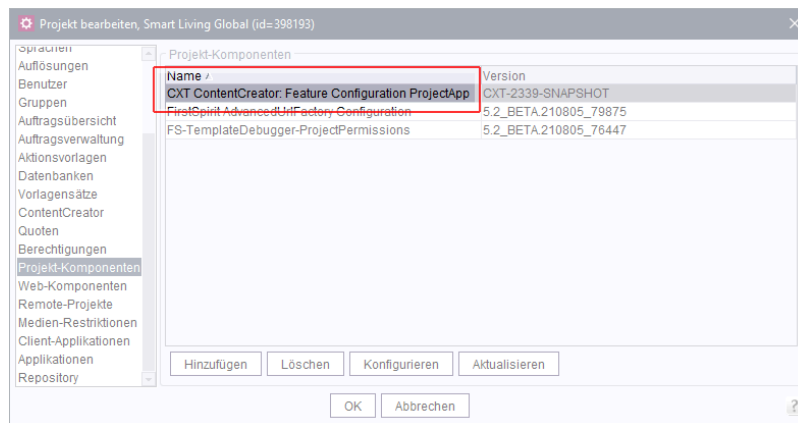 Projekt bearbeiten, Smart Living Global (id=398193)
Sprachen
Auflösungen
Benutzer
Gruppen
Auftragsübersicht
Auftragsverwaltung
Aktionsvorlagen
Datenbanken
Vorlagensätze
ContentCreator
Quoten
Berechtigungen
Projekt-Komponenten
Web-Komponenten
Remote-Projekte
Medien-Restriktionen
Client-Applikationen
Applikationen
Repository
Projekt-Komponenten
Name Version
CXT ContentCreator: Feature Configuration ProjectApp CXT-2339-SNAPSHOT
FirstSpirit AdvancedUrlFactory Configuration 5.2_BETA.210805_79875
FS-TemplateDebugger-ProjectPermissions 5.2_BETA.210805_76447
Hinzufügen Löschen Konfigurieren Aktualisieren
OK Abbrechen
?